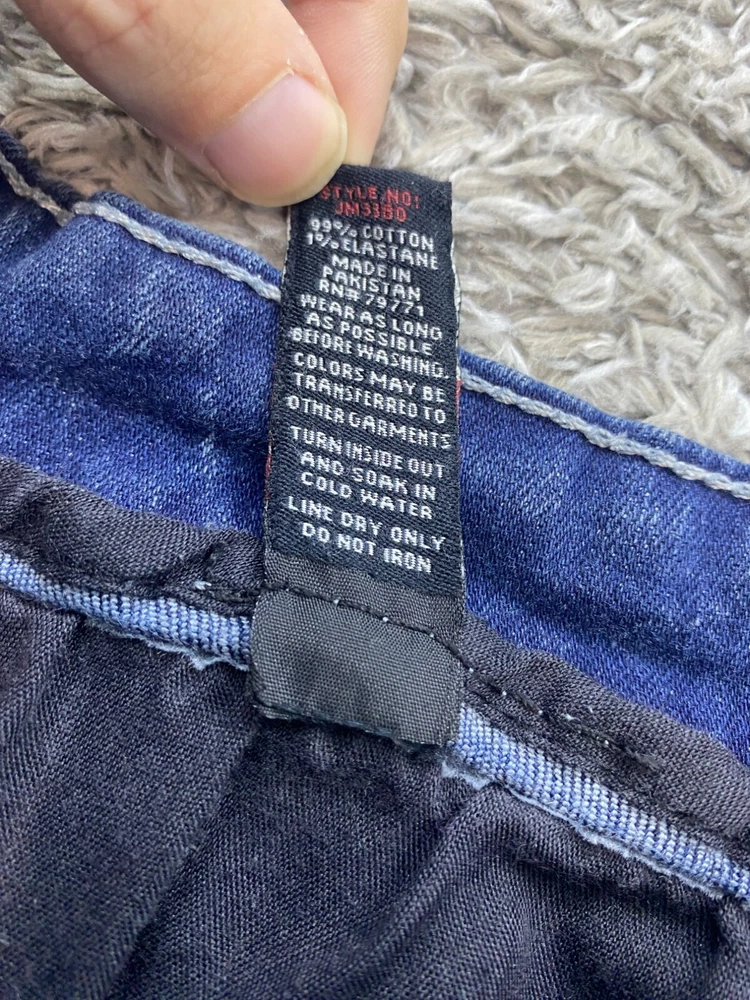 STYLE NO:
JM3380
99% COTTON
1% ELASTANE
MADE IN
PAKISTAN
RN# 79771
WEAR AS LONG
AS POSSIBLE
BEFORE WASHING.
COLORS MAY BE
TRANSFERRED TO
OTHER GARMENTS
TURN INSIDE OUT
AND SOAK IN
COLD WATER
LINE DRY ONLY
DO NOT IRON